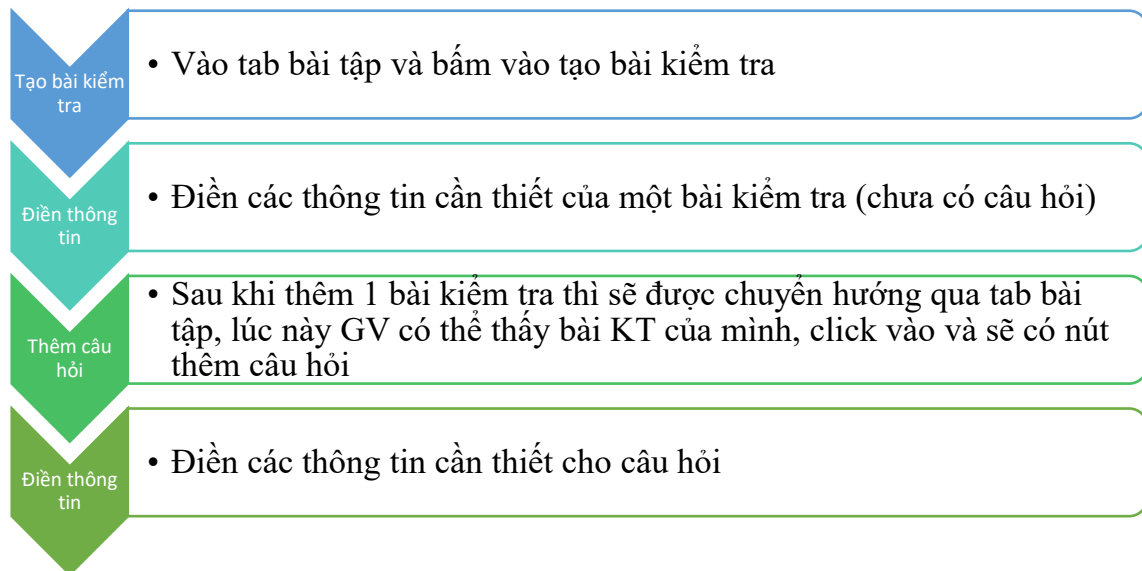 Tạo bài kiểm
tra
• Vào tab bài tập và bấm vào tạo bài kiểm tra
Điền thông
tin
• Điền các thông tin cần thiết của một bài kiểm tra (chưa có câu hỏi)
Thêm câu
hỏi
• Sau khi thêm 1 bài kiểm tra thì sẽ được chuyển hướng qua tab bài
tập, lúc này GV có thể thấy bài KT của mình, click vào và sẽ có nút
thêm câu hỏi
Điền thông
tin
• Điền các thông tin cần thiết cho câu hỏi